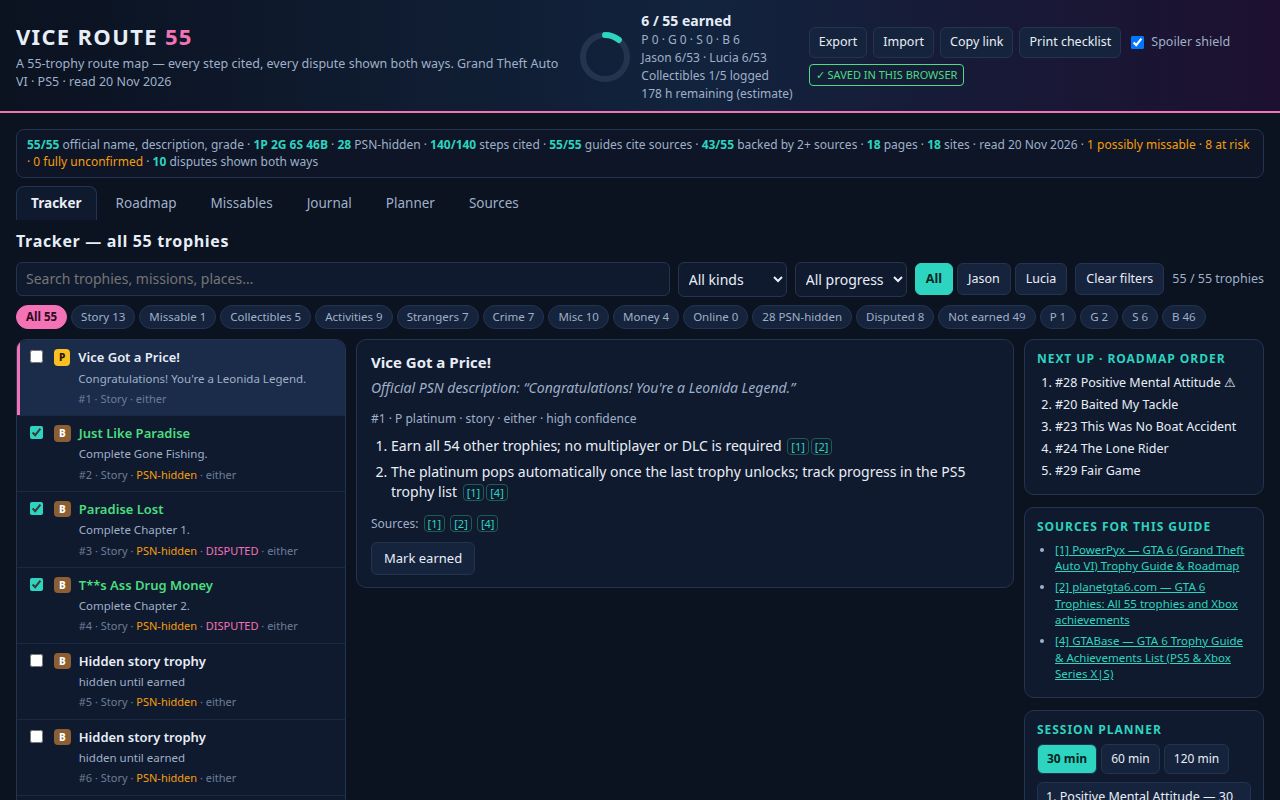 VICE ROUTE 55
A 55-trophy route map — every step cited, every dispute shown both ways. Grand Theft Auto
VI · PS5 · read 20 Nov 2026
6 / 55 earned
P 0 · G 0 · S 0 · B 6
Jason 6/53 · Lucia 6/53
Collectibles 1/5 logged
178 h remaining (estimate)
Export
Import
Copy link
Print checklist
Spoiler shield
✓ SAVED IN THIS BROWSER
55/55 official name, description, grade · 1P 2G 6S 46B · 28 PSN-hidden · 140/140 steps cited · 55/55 guides cite sources · 43/55 backed by 2+ sources · 18 pages · 18 sites · read 20 Nov 2026 · 1 possibly missable · 8 at risk
· 0 fully unconfirmed · 10 disputes shown both ways
Tracker
Roadmap
Missables
Journal
Planner
Sources
Tracker — all 55 trophies
Search trophies, missions, places…
All kinds
All progress
All
Jason
Lucia
Clear filters
55 / 55 trophies
All 55
Story 13
Missable 1
Collectibles 5
Activities 9
Strangers 7
Crime 7
Misc 10
Money 4
Online 0
28 PSN-hidden
Disputed 8
Not earned 49
P 1
G 2
S 6
B 46
P Vice Got a Price!
Congratulations! You're a Leonida Legend.
#1 · Story · either
B Just Like Paradise
Complete Gone Fishing.
#2 · Story · PSN-hidden · either
B Paradise Lost
Complete Chapter 1.
#3 · Story · PSN-hidden · DISPUTED · either
B T**s Ass Drug Money
Complete Chapter 2.
#4 · Story · PSN-hidden · DISPUTED · either
B Hidden story trophy
hidden until earned
#5 · Story · PSN-hidden · either
B Hidden story trophy
hidden until earned
#6 · Story · PSN-hidden · either
Vice Got a Price!
Official PSN description: “Congratulations! You're a Leonida Legend.”
#1 · P platinum · story · either · high confidence
1. Earn all 54 other trophies; no multiplayer or DLC is required [1] [2]
2. The platinum pops automatically once the last trophy unlocks; track progress in the PS5
trophy list [1] [4]
Sources: [1] [2] [4]
Mark earned
NEXT UP · ROADMAP ORDER
1. #28 Positive Mental Attitude ⚠
2. #20 Baited My Tackle
3. #23 This Was No Boat Accident
4. #24 The Lone Rider
5. #29 Fair Game
SOURCES FOR THIS GUIDE
[1] PowerPyx — GTA 6 (Grand Theft
Auto VI) Trophy Guide & Roadmap
[2] planetgta6.com — GTA 6
Trophies: All 55 trophies and Xbox
achievements
[4] GTABase — GTA 6 Trophy Guide
& Achievements List (PS5 & Xbox
Series X|S)
SESSION PLANNER
30 min
60 min
120 min
1. Positive Mental Attitude — 30